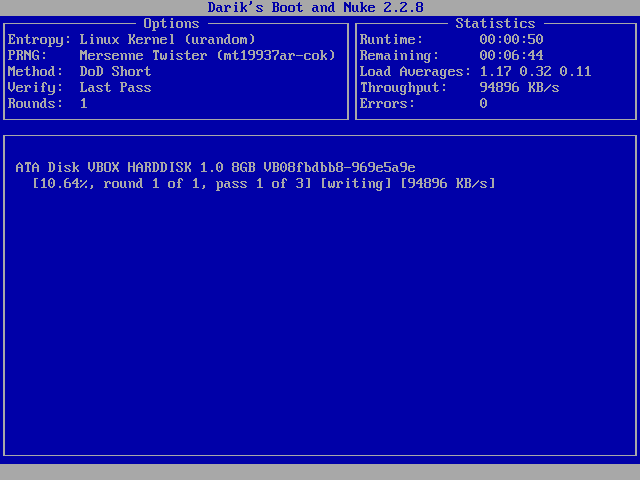 Darik's Boot and Nuke 2.2.8
Options
Entropy: Linux Kernel (urandom)
PRNG: Mersenne Twister (mt19937ar-cok)
Method: DoD Short
Verify: Last Pass
Rounds: 1
Statistics
Runtime: 00:00:50
Remaining: 00:06:44
Load Averages: 1.17 0.32 0.11
Throughput: 94896 KB/s
Errors: 0
ATA Disk VBOX HARDDISK 1.0 8GB VB08fbdbb8-969e5a9e
[10.64%, round 1 of 1, pass 1 of 3] [writing] [94896 KB/s]